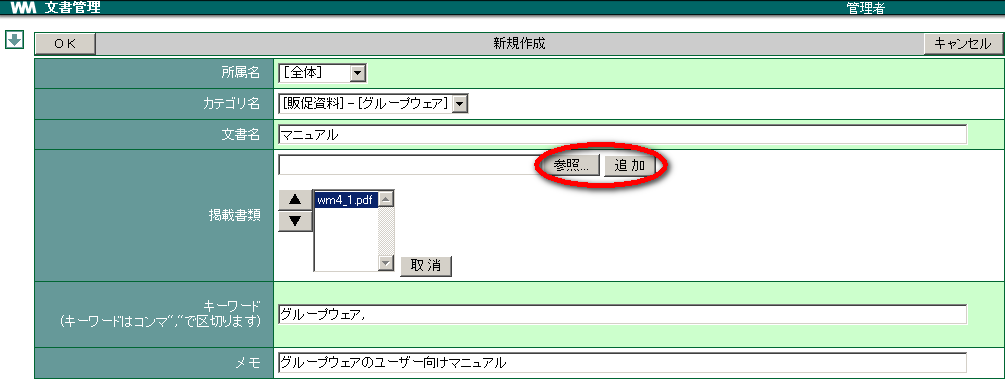 WM 文書管理 管理者
OK 新規作成 キャンセル
所属名 [全体]
カテゴリ名 [販促資料]-[グループウェア]
文書名 マニュアル
参照... 追加
掲載書類 wm4_1.pdf
取消
キーワード
(キーワードはコンマ“,”で区切ります) グループウェア,
メモ グループウェアのユーザー向けマニュアル